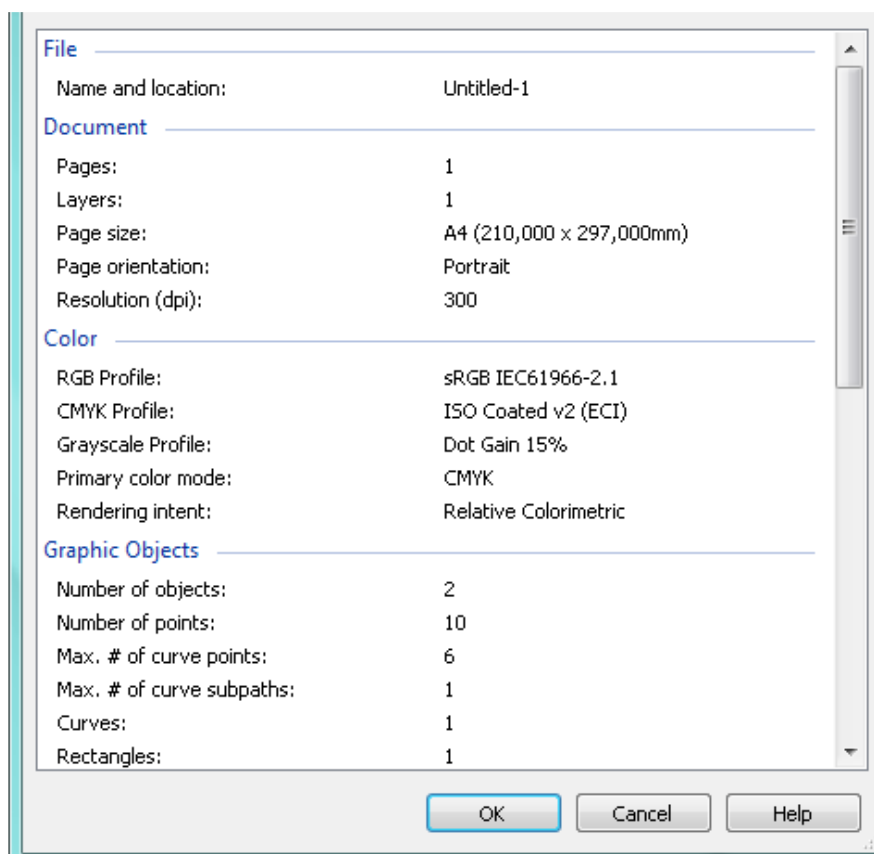 File
Name and location: Untitled-1
Document
Pages: 1
Layers: 1
Page size: A4 (210,000 x 297,000mm)
Page orientation: Portrait
Resolution (dpi): 300
Color
RGB Profile: sRGB IEC61966-2.1
CMYK Profile: ISO Coated v2 (ECI)
Grayscale Profile: Dot Gain 15%
Primary color mode: CMYK
Rendering intent: Relative Colorimetric
Graphic Objects
Number of objects: 2
Number of points: 10
Max. # of curve points: 6
Max. # of curve subpaths: 1
Curves: 1
Rectangles: 1
OK Cancel Help